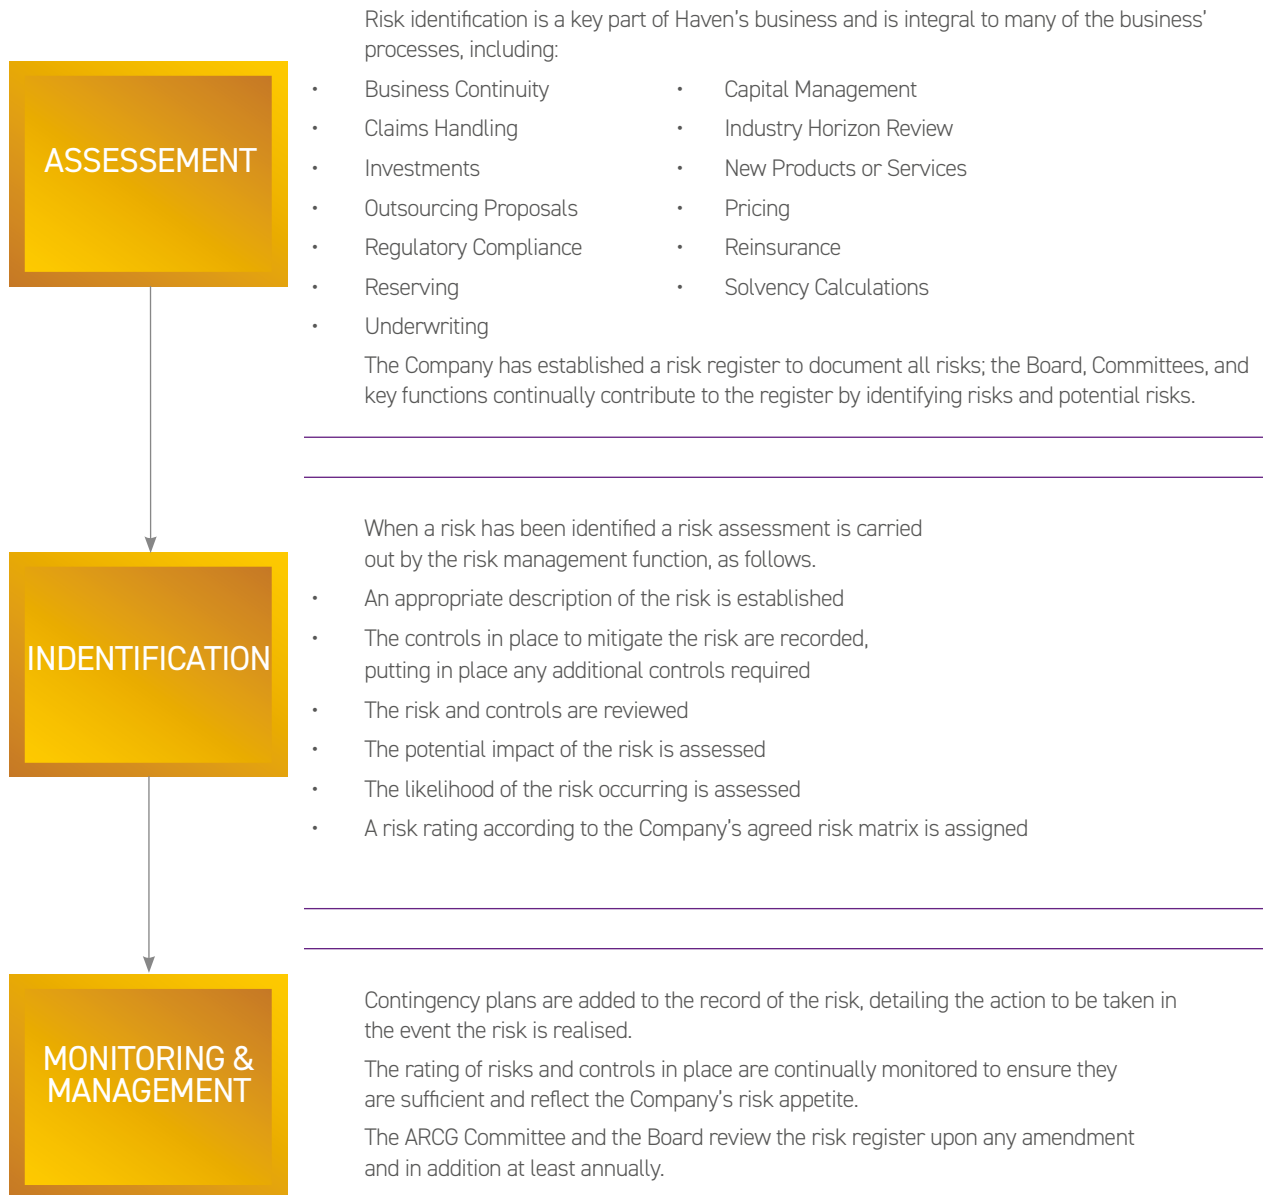 Risk identification is a key part of Haven's business and is integral to many of the business'
processes, including:
ASSESSEMENT
• Business Continuity
• Claims Handling
• Investments
• Outsourcing Proposals
• Regulatory Compliance
• Reserving
• Underwriting
• Capital Management
• Industry Horizon Review
• New Products or Services
• Pricing
• Reinsurance
• Solvency Calculations
The Company has established a risk register to document all risks; the Board, Committees, and
key functions continually contribute to the register by identifying risks and potential risks.
INDENTIFICATION
When a risk has been identified a risk assessment is carried
out by the risk management function, as follows.
• An appropriate description of the risk is established
• The controls in place to mitigate the risk are recorded,
putting in place any additional controls required
• The risk and controls are reviewed
• The potential impact of the risk is assessed
• The likelihood of the risk occurring is assessed
• A risk rating according to the Company's agreed risk matrix is assigned
MONITORING &
MANAGEMENT
Contingency plans are added to the record of the risk, detailing the action to be taken in
the event the risk is realised.
The rating of risks and controls in place are continually monitored to ensure they
are sufficient and reflect the Company's risk appetite.
The ARCG Committee and the Board review the risk register upon any amendment
and in addition at least annually.